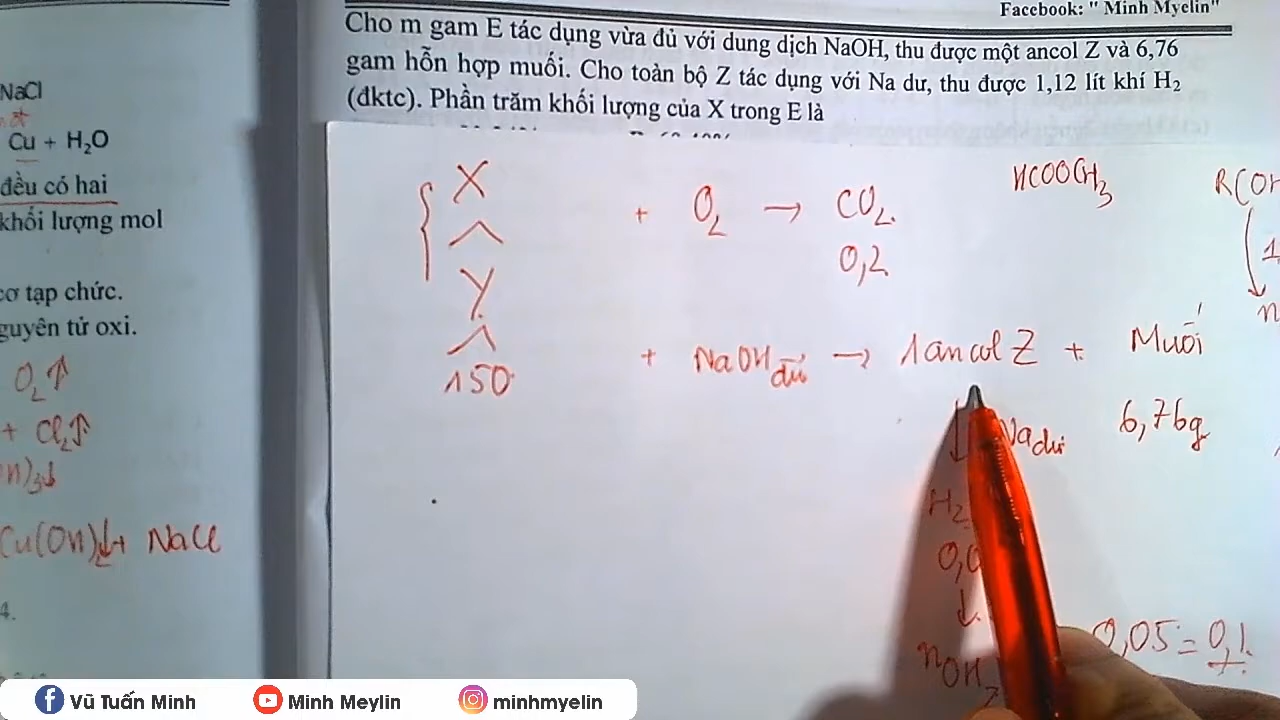 Facebook: " Minh Myelin"
Cho m gam E tác dụng vừa đủ với dung dịch NaOH, thu được một ancol Z và 6,76
gam hỗn hợp muối. Cho toàn bộ Z tác dụng với Na dư, thu được 1,12 lít khí H₂
(đktc). Phần trăm khối lượng của X trong E là
NaCl
Cu + H₂O
đều có hai
khối lượng mol
cơ tạp chức.
guyên tử oxi.
O₂↑
+ Cl₂↑
Cu(OH)₂↓ + NaCl
4.
X + O₂ → CO₂ HCOOCH₃
0,2
Y
150 + NaOH đủ → 1 ancol Z + Muối
Na dư 6,76g
H₂
nOH
0,05 = 0,1
Vũ Tuấn Minh
Minh Meylin
minhmyelin